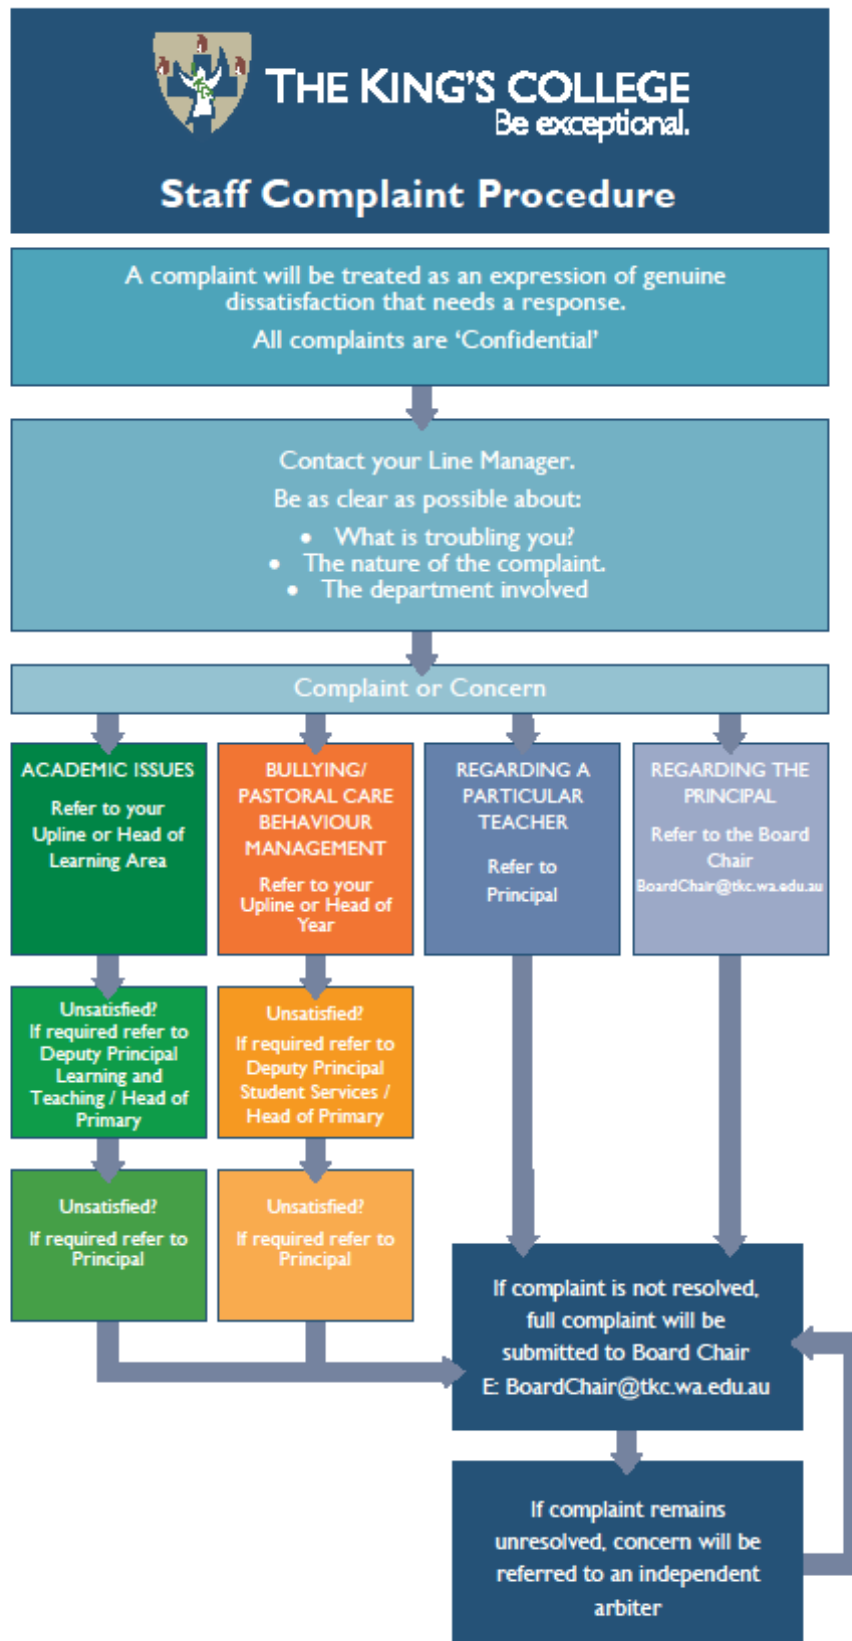 THE KING'S COLLEGE
Be exceptional.
Staff Complaint Procedure
A complaint will be treated as an expression of genuine
dissatisfaction that needs a response.
All complaints are ‘Confidential’
Contact your Line Manager.
Be as clear as possible about:
• What is troubling you?
• The nature of the complaint.
• The department involved
Complaint or Concern
ACADEMIC ISSUES
Refer to your
Upline or Head of
Learning Area
BULLYING/
PASTORAL CARE
BEHAVIOUR
MANAGEMENT
Refer to your
Upline or Head of
Year
REGARDING A
PARTICULAR
TEACHER
Refer to
Principal
REGARDING THE
PRINCIPAL
Refer to the Board
Chair
BoardChair@tkc.wa.edu.au
Unsatisfied?
If required refer to
Deputy Principal
Learning and
Teaching / Head of
Primary
Unsatisfied?
If required refer to
Deputy Principal
Student Services /
Head of Primary
Unsatisfied?
If required refer to
Principal
Unsatisfied?
If required refer to
Principal
If complaint is not resolved,
full complaint will be
submitted to Board Chair
E: BoardChair@tkc.wa.edu.au
If complaint remains
unresolved, concern will be
referred to an independent
arbiter